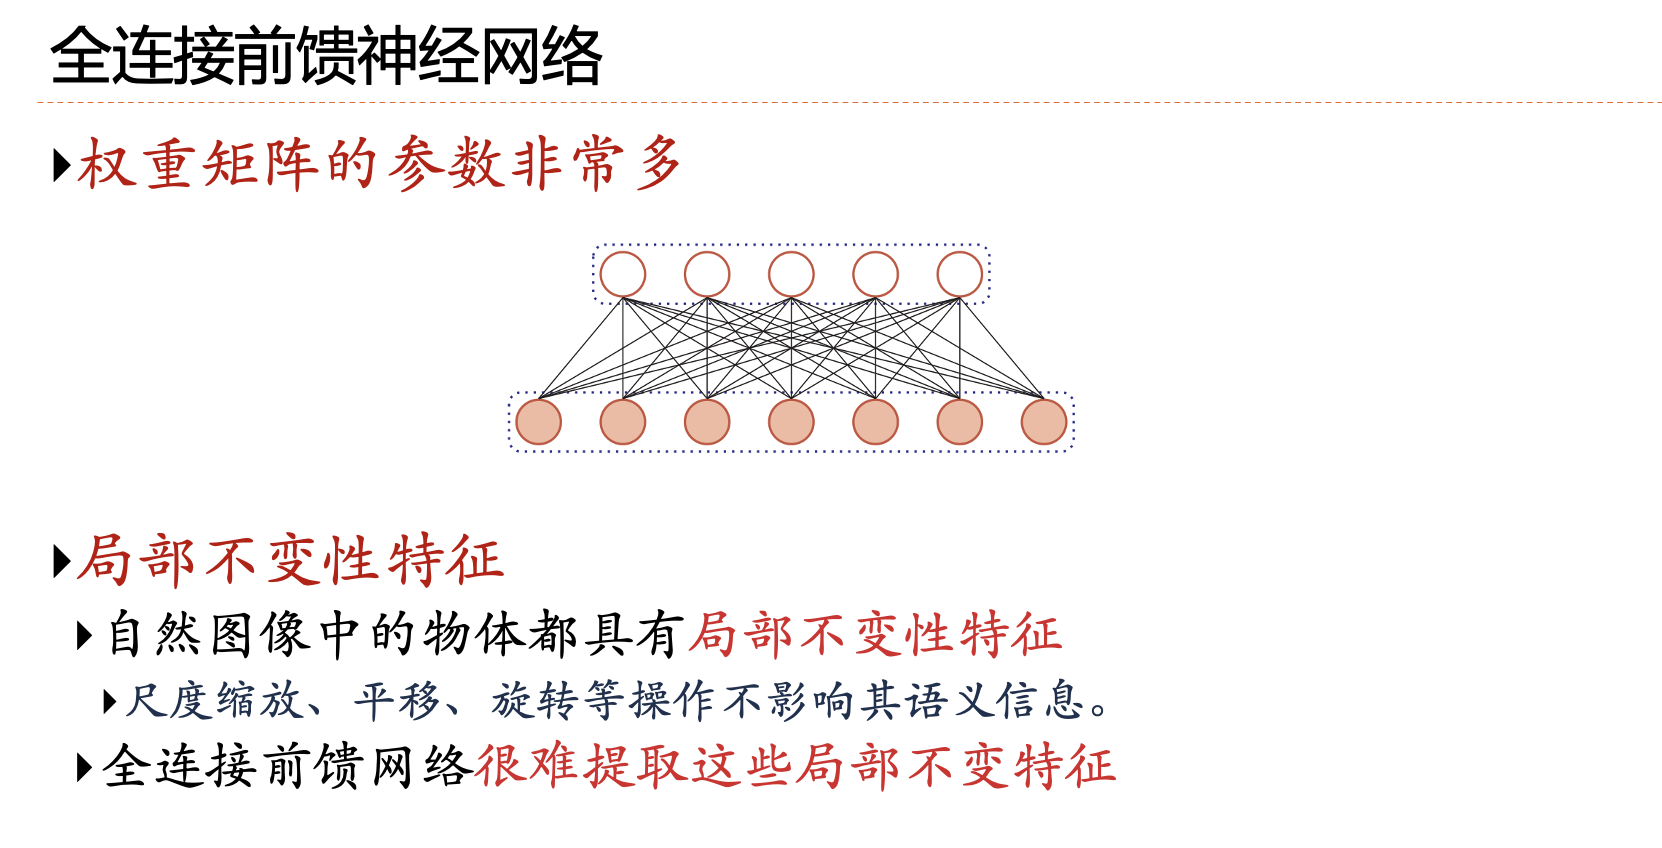 全连接前馈神经网络
权重矩阵的参数非常多
局部不变性特征
自然图像中的物体都具有局部不变性特征
尺度缩放、平移、旋转等操作不影响其语义信息。
全连接前馈网络很难提取这些局部不变特征